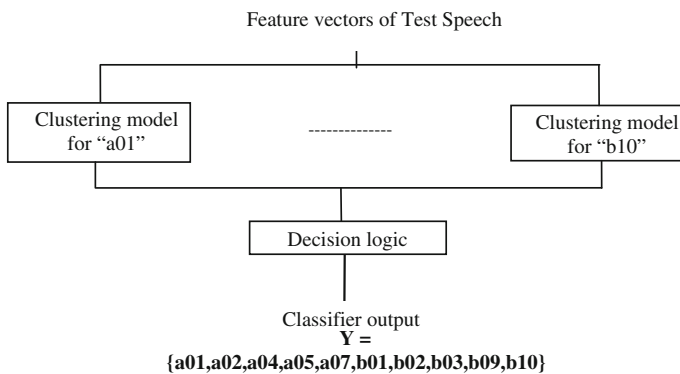 Feature vectors of Test Speech
Clustering model
for “a01”
--------------
Clustering model
for “b10”
Decision logic
Classifier output
Y =
{a01,a02,a04,a05,a07,b01,b02,b03,b09,b10}